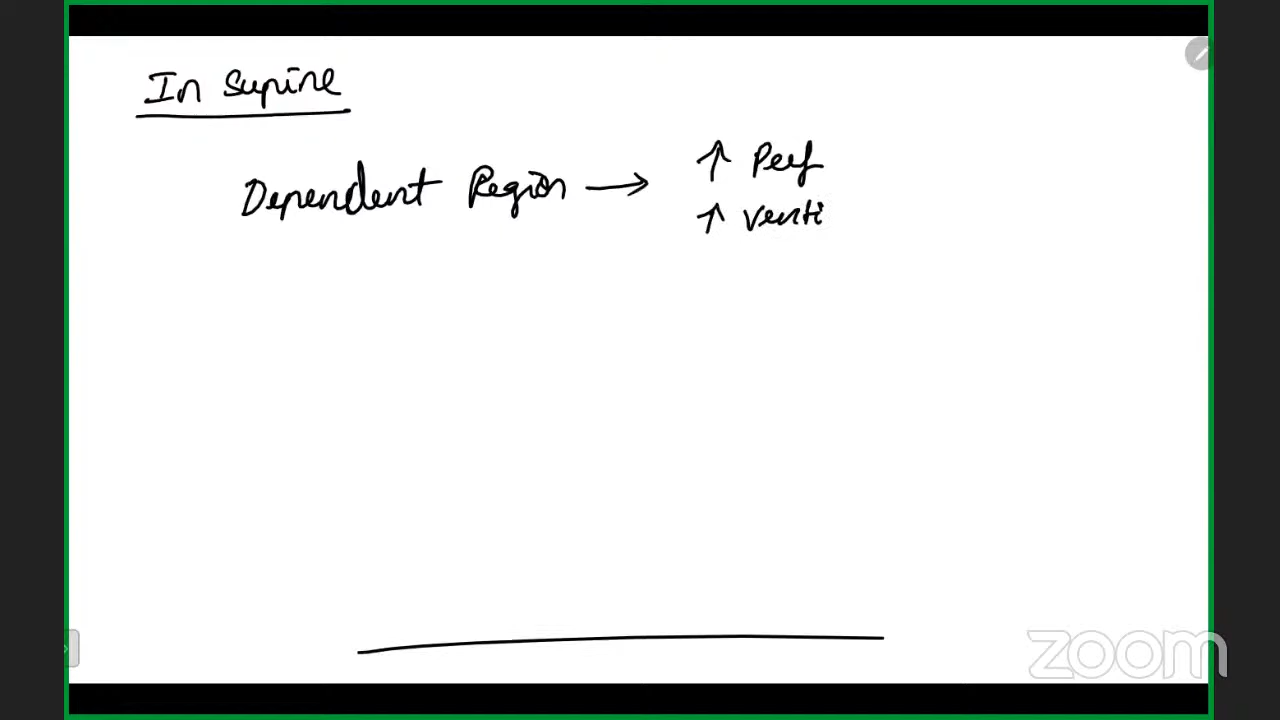 In Supine
Dependent Region → ↑ Perf
↑ Venti
zoom